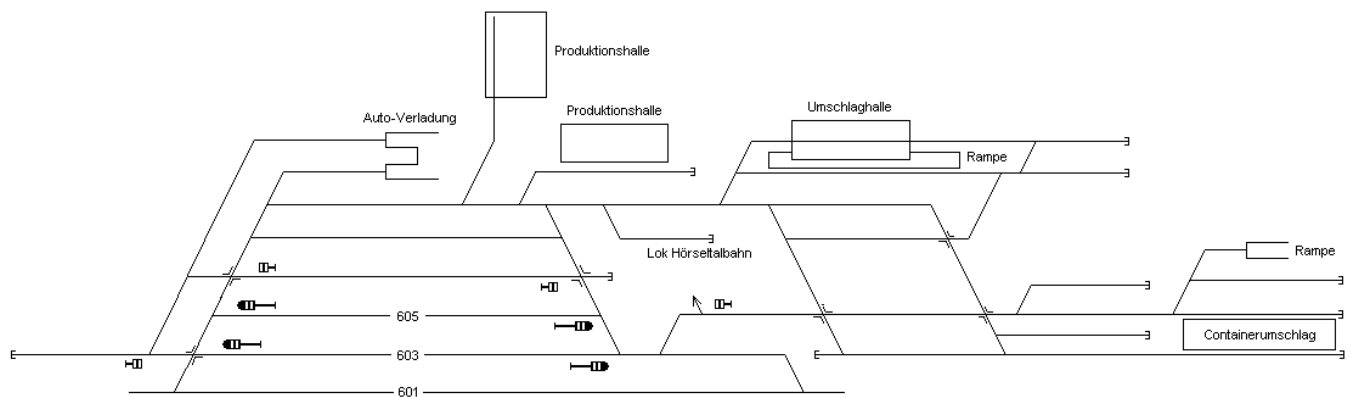 Produktionshalle
Auto-Verladung
Produktionshalle
Umschlaghalle
Rampe
Lok Hörseltalbahn
Rampe
605
603
Containerumschlag
601